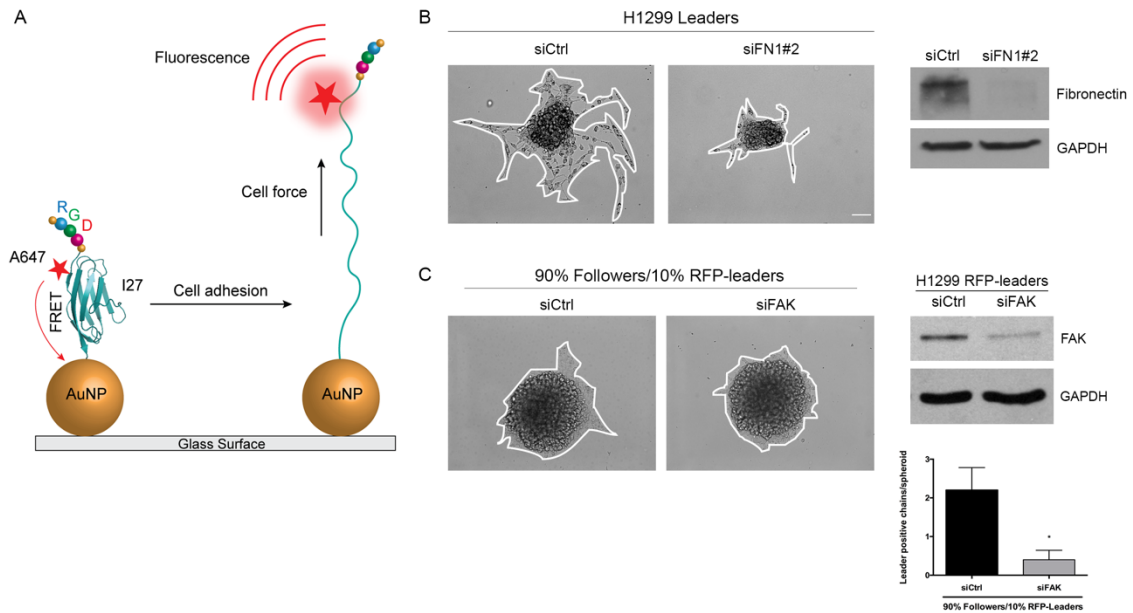 A
Fluorescence
Cell force
R G D
A647
I27
FRET
Cell adhesion
AuNP
AuNP
Glass Surface
B
H1299 Leaders
siCtrl siFN1#2
siCtrl siFN1#2
Fibronectin
GAPDH
C
90% Followers/10% RFP-leaders
siCtrl siFAK
H1299 RFP-leaders
siCtrl siFAK
FAK
GAPDH
Leader positive chains/spheroid
3
2
1
0
*
siCtrl siFAK
90% Followers/10% RFP-Leaders